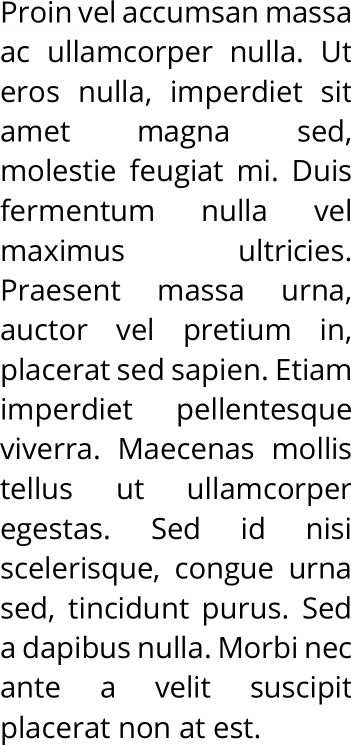 Proin vel accumsan massa
ac ullamcorper nulla. Ut
eros nulla, imperdiet sit
amet magna sed,
molestie feugiat mi. Duis
fermentum nulla vel
maximus ultricies.
Praesent massa urna,
auctor vel pretium in,
placerat sed sapien. Etiam
imperdiet pellentesque
viverra. Maecenas mollis
tellus ut ullamcorper
egestas. Sed id nisi
scelerisque, congue urna
sed, tincidunt purus. Sed
a dapibus nulla. Morbi nec
ante a velit suscipit
placerat non at est.